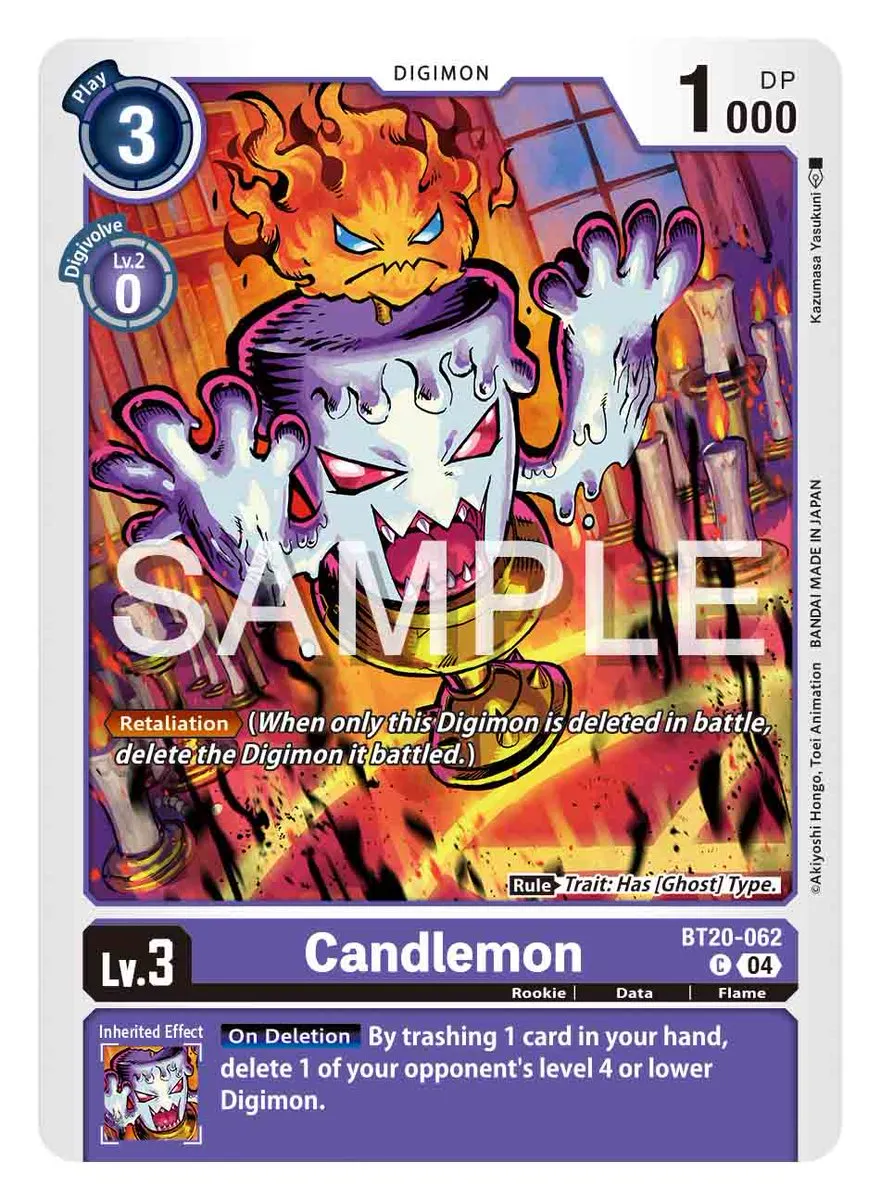 DIGIMON
Play
3
1000
DP
Digivolve
Lv.2
0
Kazumasa Yasukuni
SAMPLE
Retaliation (When only this Digimon is deleted in battle,
delete the Digimon it battled.)
Rule Trait: Has [Ghost] Type.
©Akiyoshi Hongo, Toei Animation BANDAI MADE IN JAPAN
Lv.3
Candlemon
BT20-062
C 04
Rookie | Data | Flame
Inherited Effect
On Deletion By trashing 1 card in your hand,
delete 1 of your opponent's level 4 or lower
Digimon.